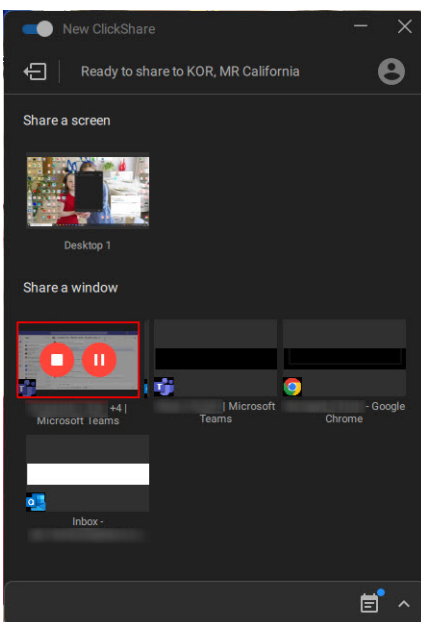 New ClickShare
Ready to share to KOR, MR California
Share a screen
Desktop 1
Share a window
+4 |
Microsoft Teams
| Microsoft
Teams
- Google
Chrome
Inbox -